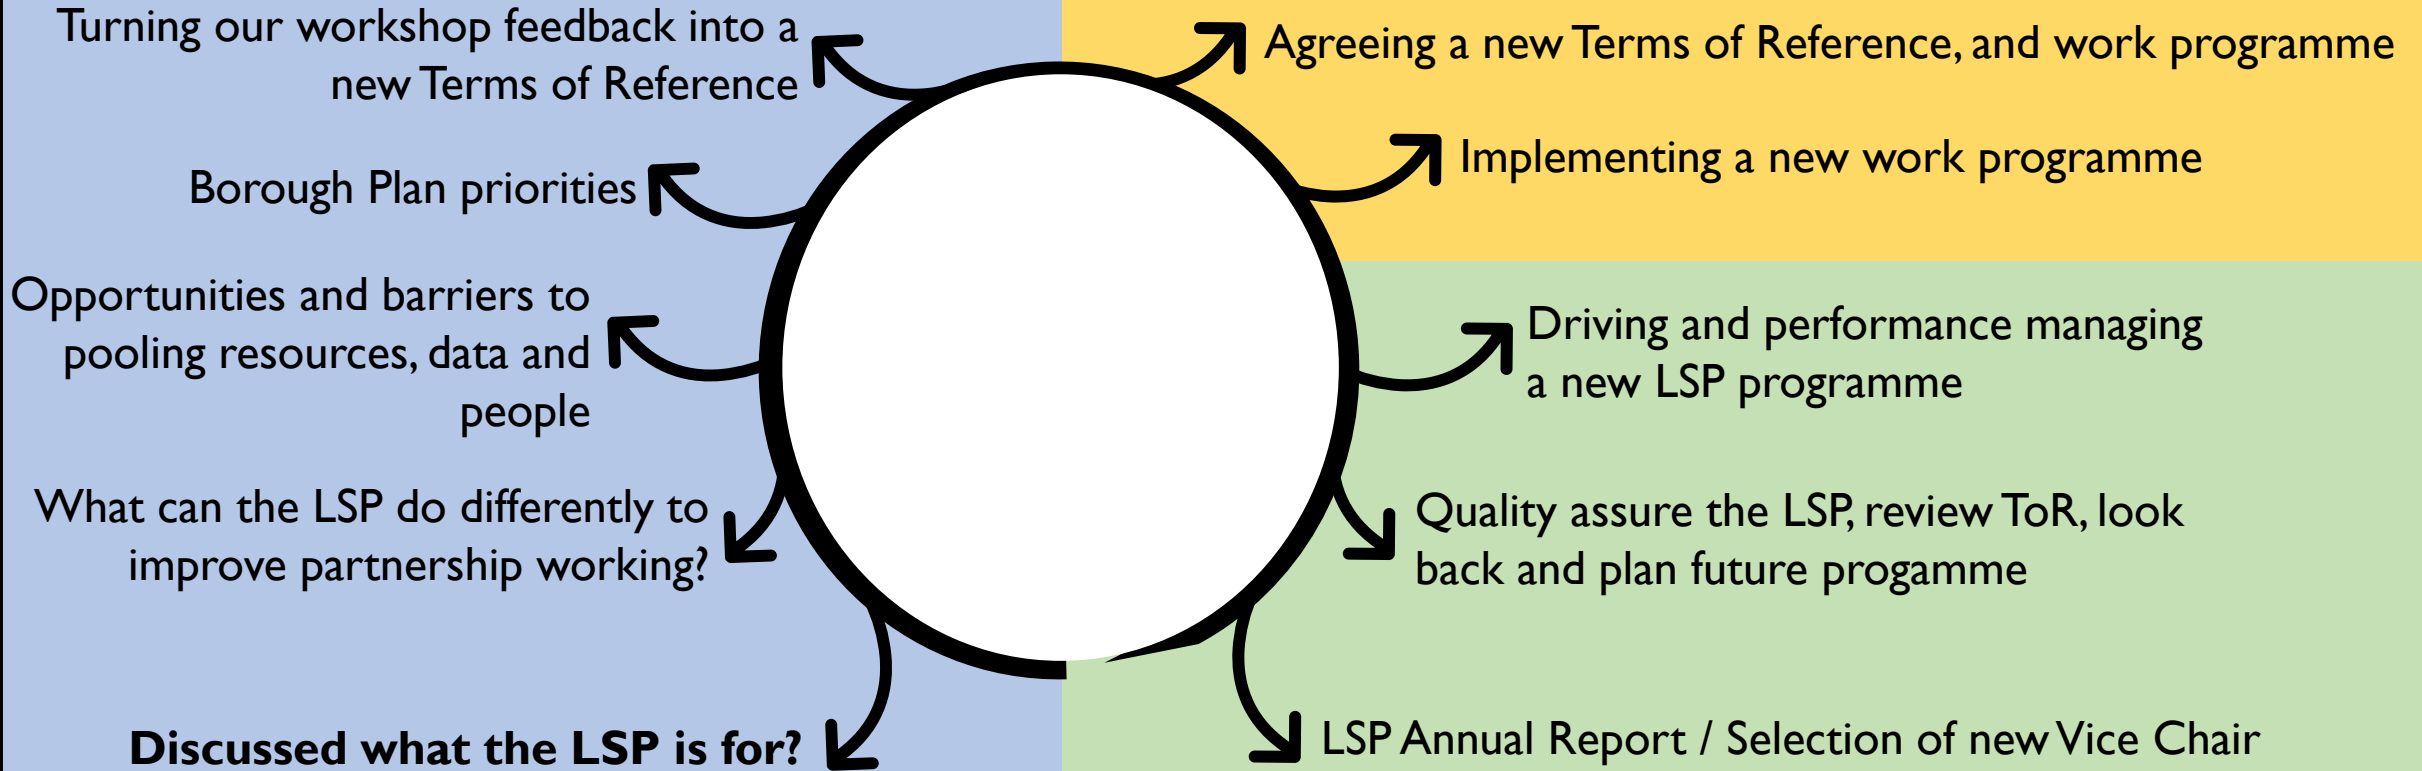 Turning our workshop feedback into a
new Terms of Reference
Borough Plan priorities
Opportunities and barriers to
pooling resources, data and
people
What can the LSP do differently to
improve partnership working?
Discussed what the LSP is for?
Agreeing a new Terms of Reference, and work programme
Implementing a new work programme
Driving and performance managing
a new LSP programme
Quality assure the LSP, review ToR, look
back and plan future progamme
LSP Annual Report / Selection of new Vice Chair